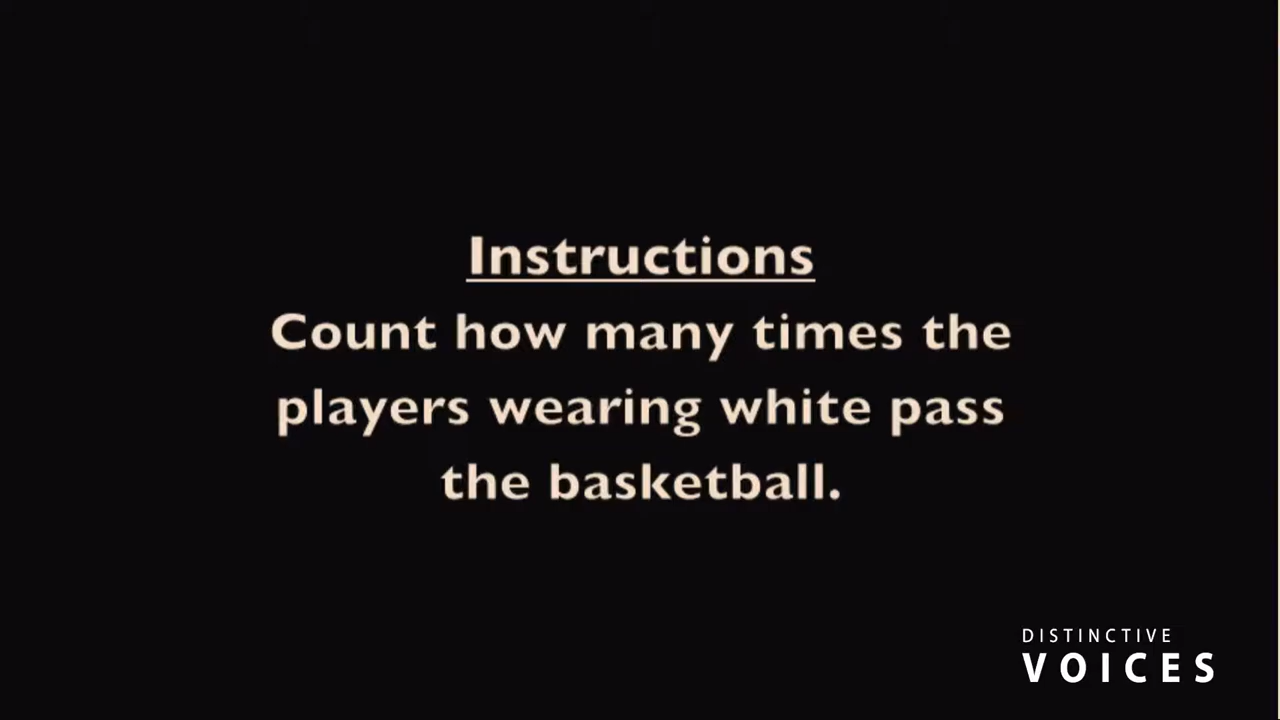 Instructions
Count how many times the
players wearing white pass
the basketball.
DISTINCTIVE
VOICES